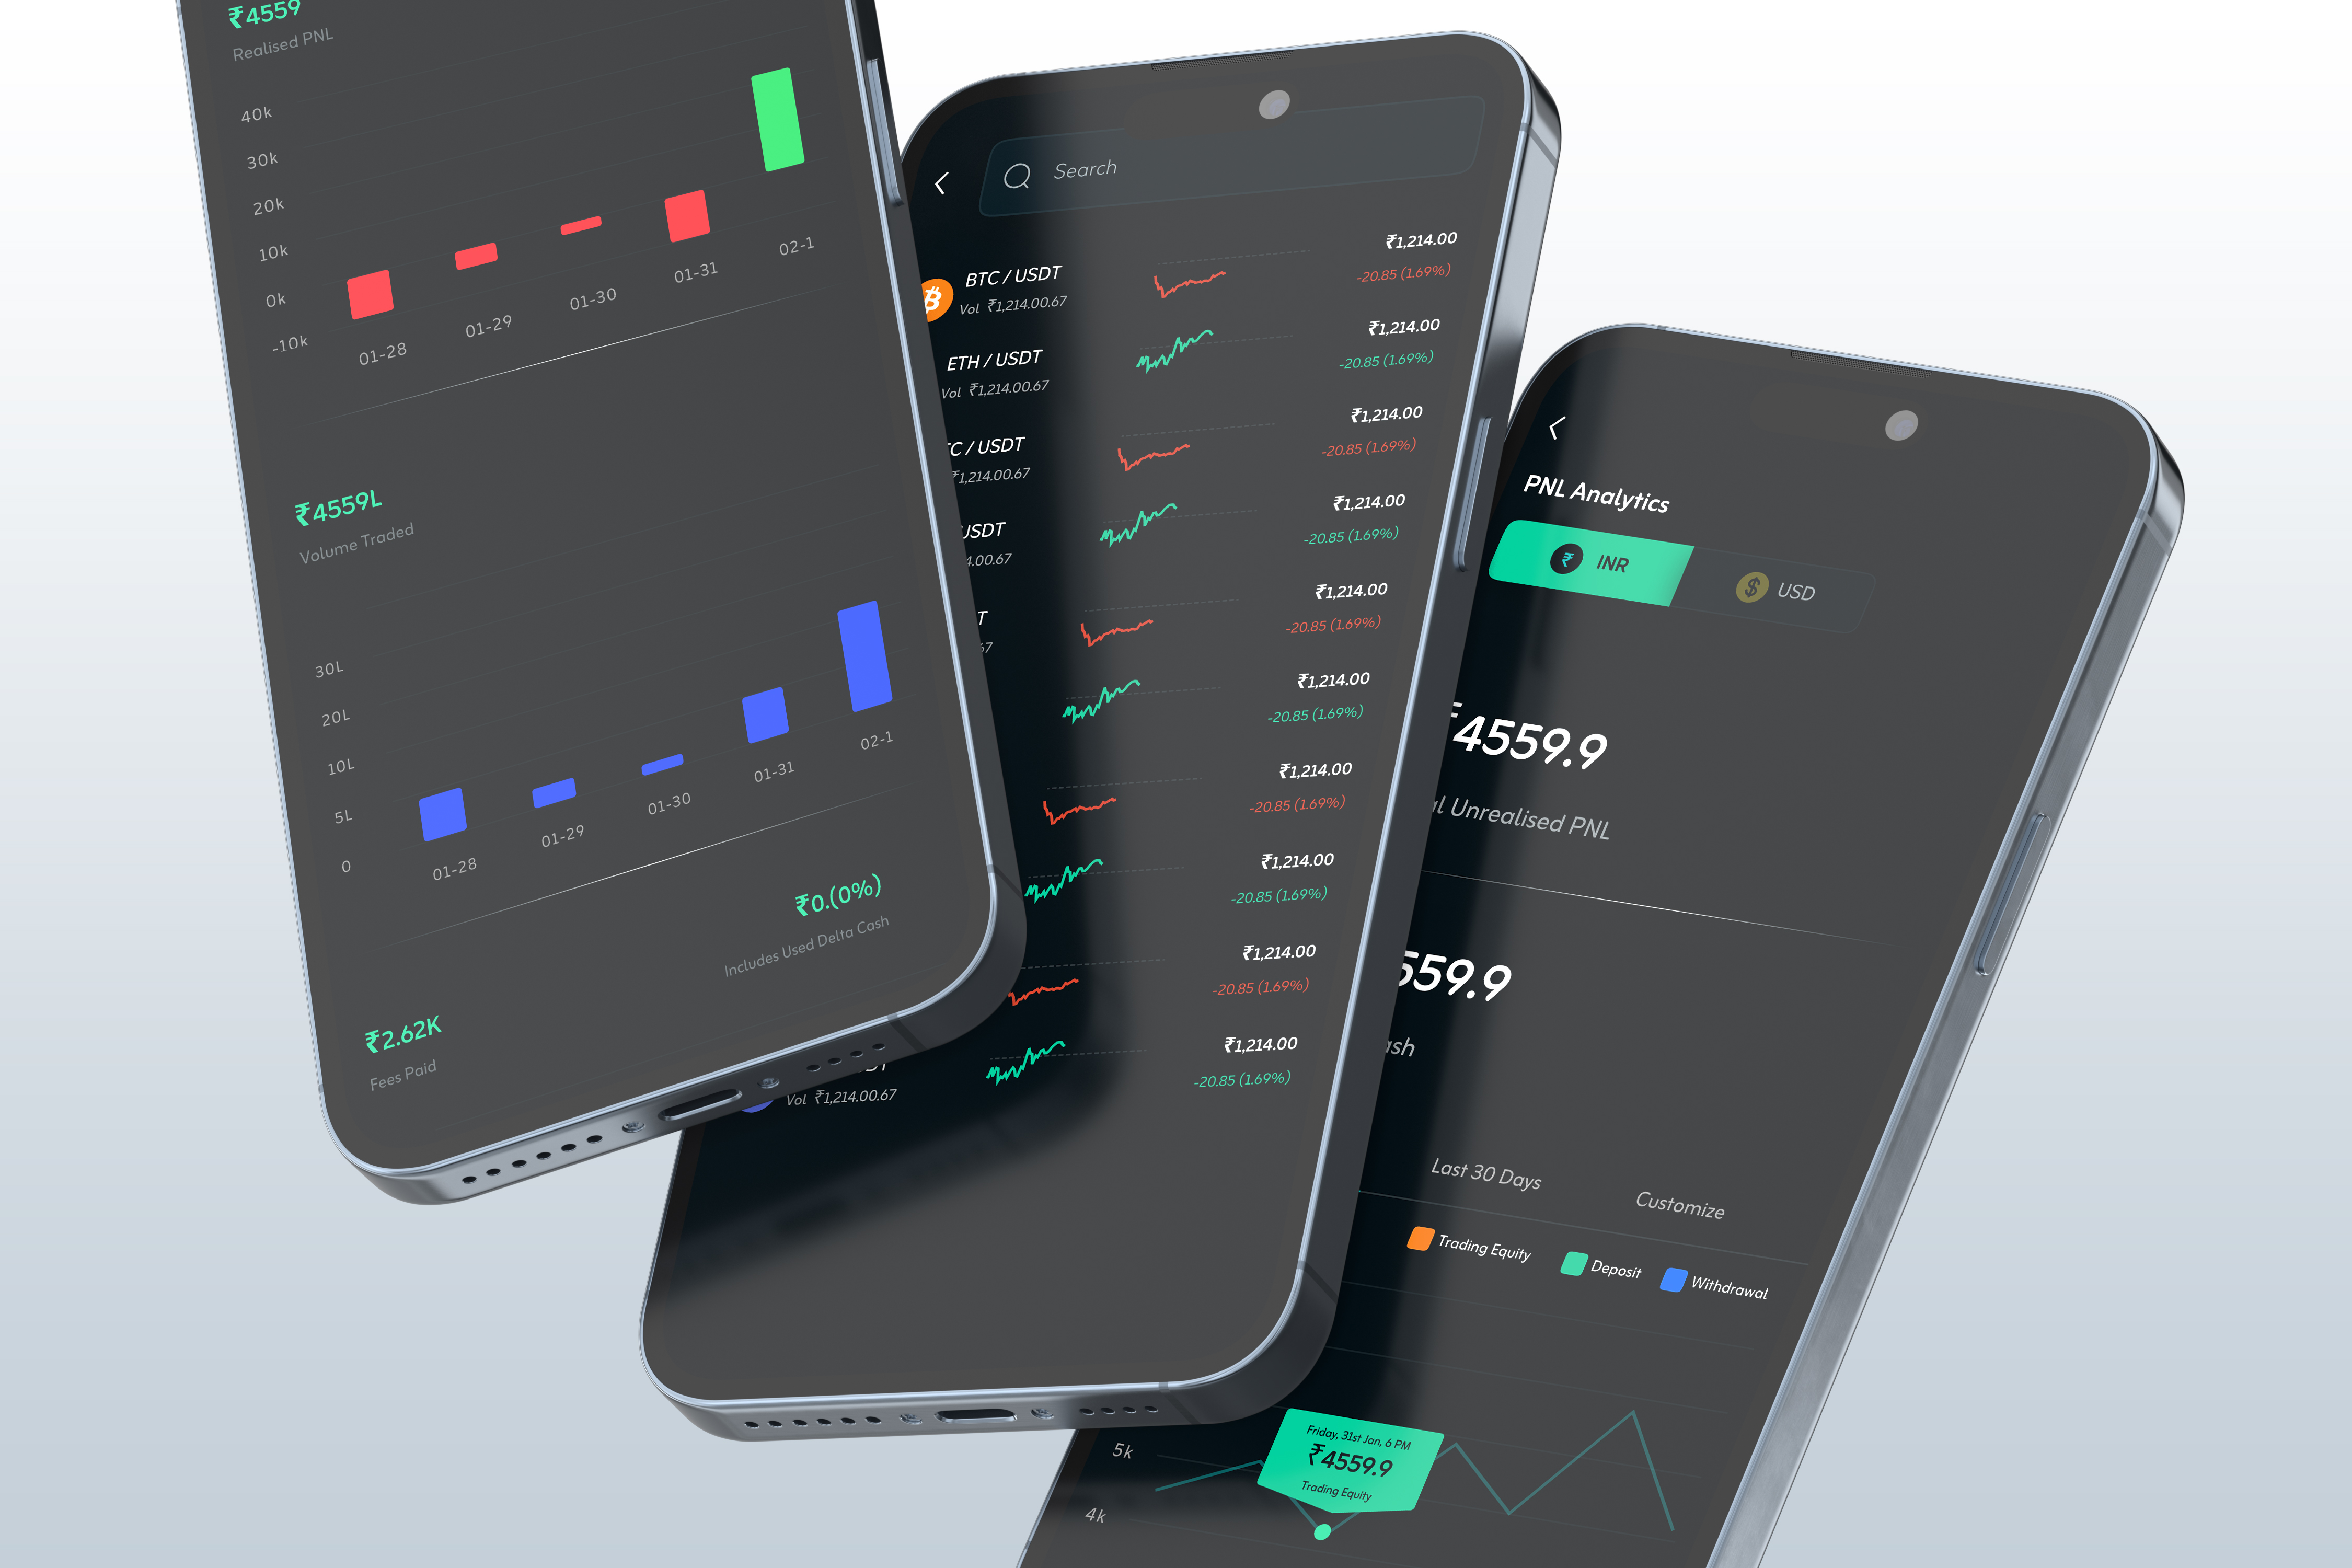 ₹4559
Realised PNL
40k
30k
20k
10k
0k
-10k
01-28
01-29
01-30
01-31
02-1
₹4559L
Volume Traded
30L
20L
10L
5L
0
01-28
01-29
01-30
01-31
02-1
₹0.(0%)
Includes Used Delta Cash
₹2.62K
Fees Paid
Search
BTC / USDT
Vol ₹1,214.00.67
₹1,214.00
-20.85 (1.69%)
ETH / USDT
Vol ₹1,214.00.67
₹1,214.00
-20.85 (1.69%)
/ USDT
₹1,214.00.67
₹1,214.00
-20.85 (1.69%)
USDT
₹1,214.00
-20.85 (1.69%)
₹1,214.00
-20.85 (1.69%)
₹1,214.00
-20.85 (1.69%)
₹1,214.00
-20.85 (1.69%)
₹1,214.00
-20.85 (1.69%)
₹1,214.00
-20.85 (1.69%)
₹1,214.00
-20.85 (1.69%)
Vol ₹1,214.00.67
PNL Analytics
₹ INR
$ USD
₹4559.9
Unrealised PNL
559.9
Last 30 Days
Customize
Trading Equity
Deposit
Withdrawal
5k
4k
Friday, 31st Jan, 6 PM
₹4559.9
Trading Equity